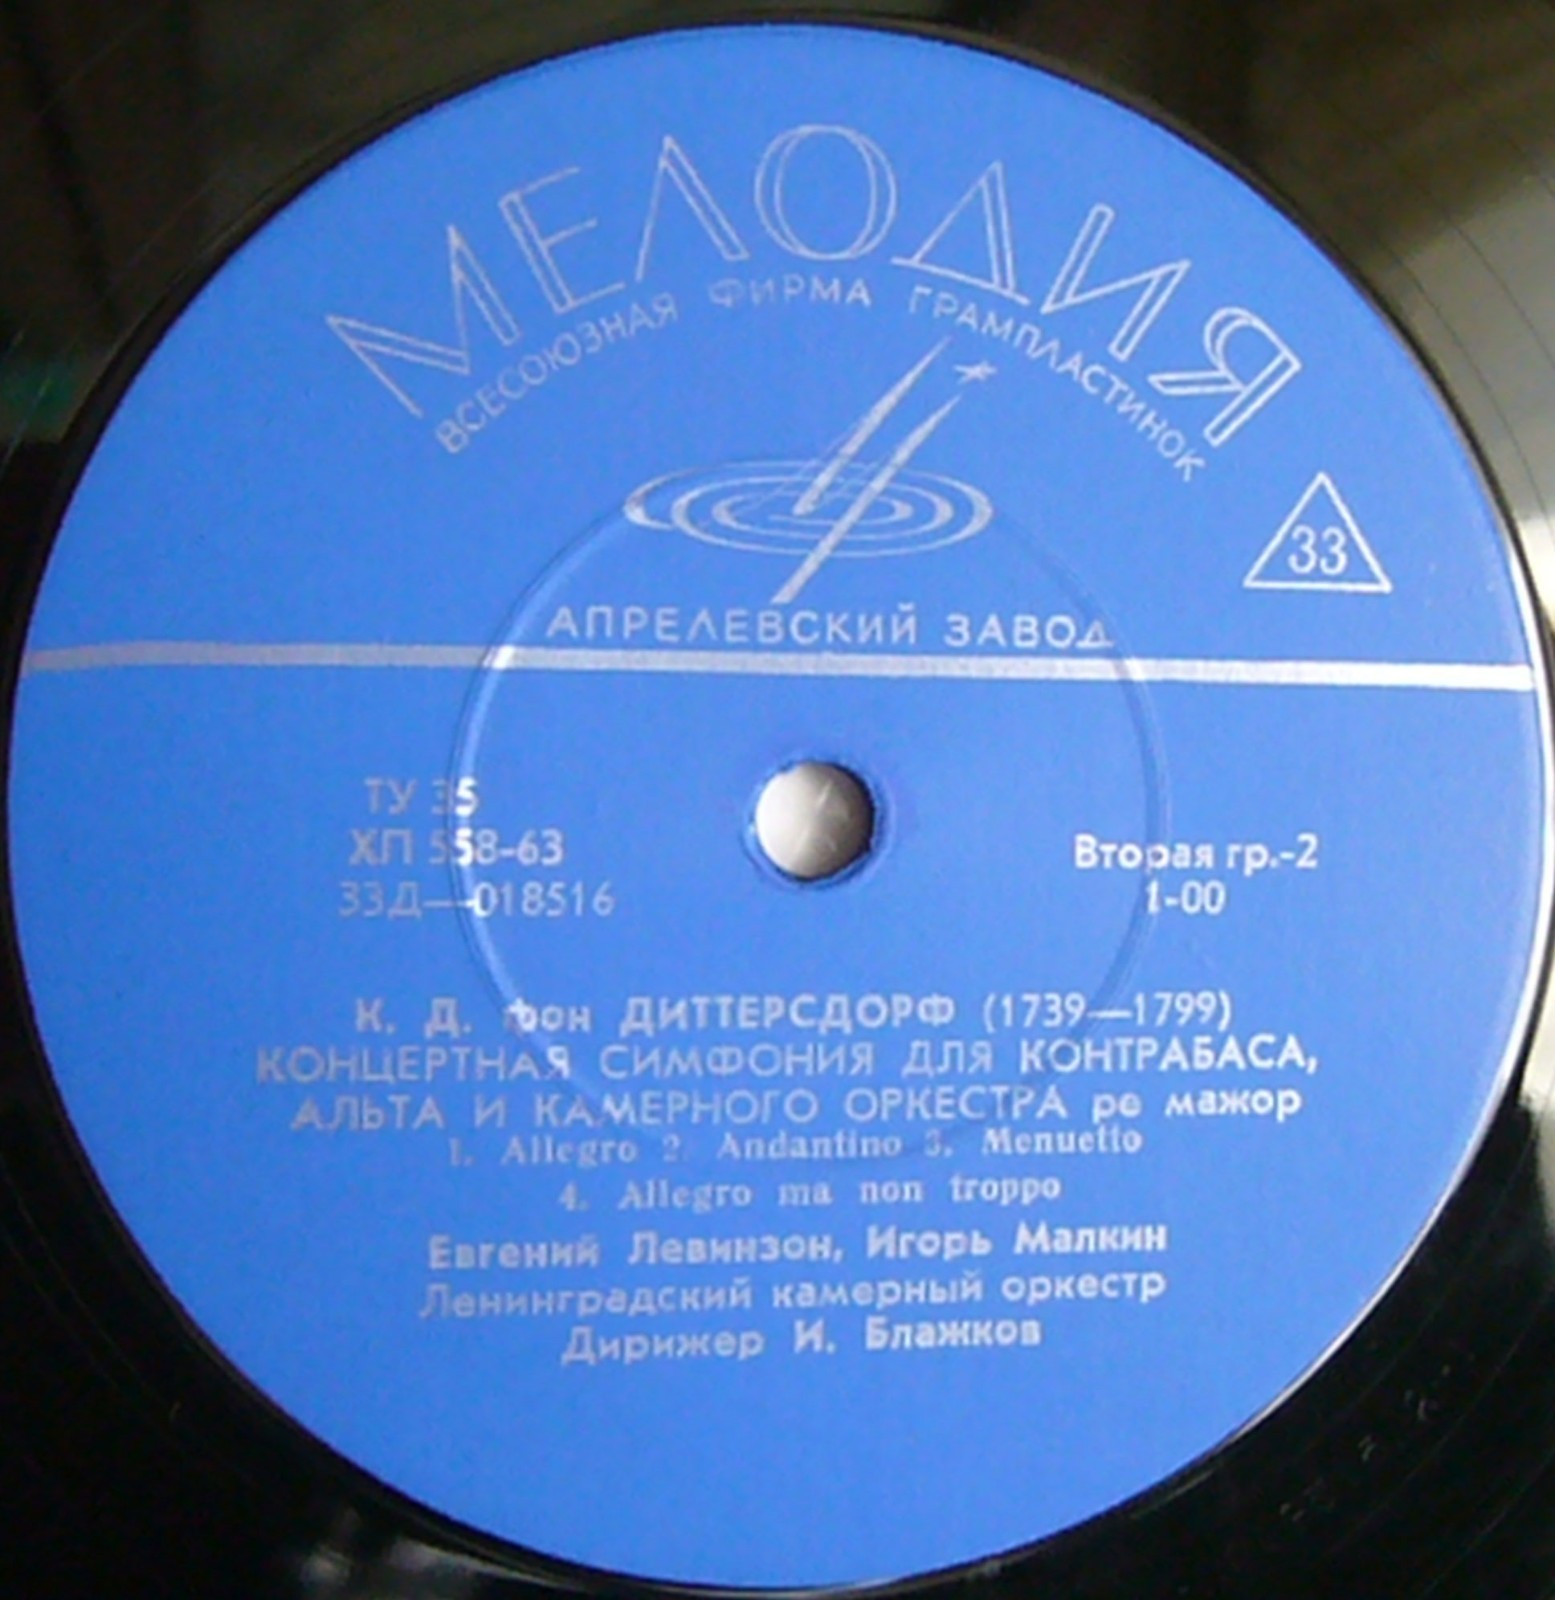 МЕЛОДИЯ
ВСЕСОЮЗНАЯ ФИРМА ГРАМПЛАСТИНОК
33
АПРЕЛЕВСКИЙ ЗАВОД
ТУ 35
ХП 558-63
33Д—018516
Вторая гр.-2
1-00
К. Д. фон ДИТТЕРСДОРФ (1739—1799)
КОНЦЕРТНАЯ СИМФОНИЯ ДЛЯ КОНТРАБАСА,
АЛЬТА И КАМЕРНОГО ОРКЕСТРА ре мажор
1. Allegro 2. Andantino 3. Menuetto
4. Allegro ma non troppo
Евгений Левинзон, Игорь Малкин
Ленинградский камерный оркестр
Дирижер И. Блажков